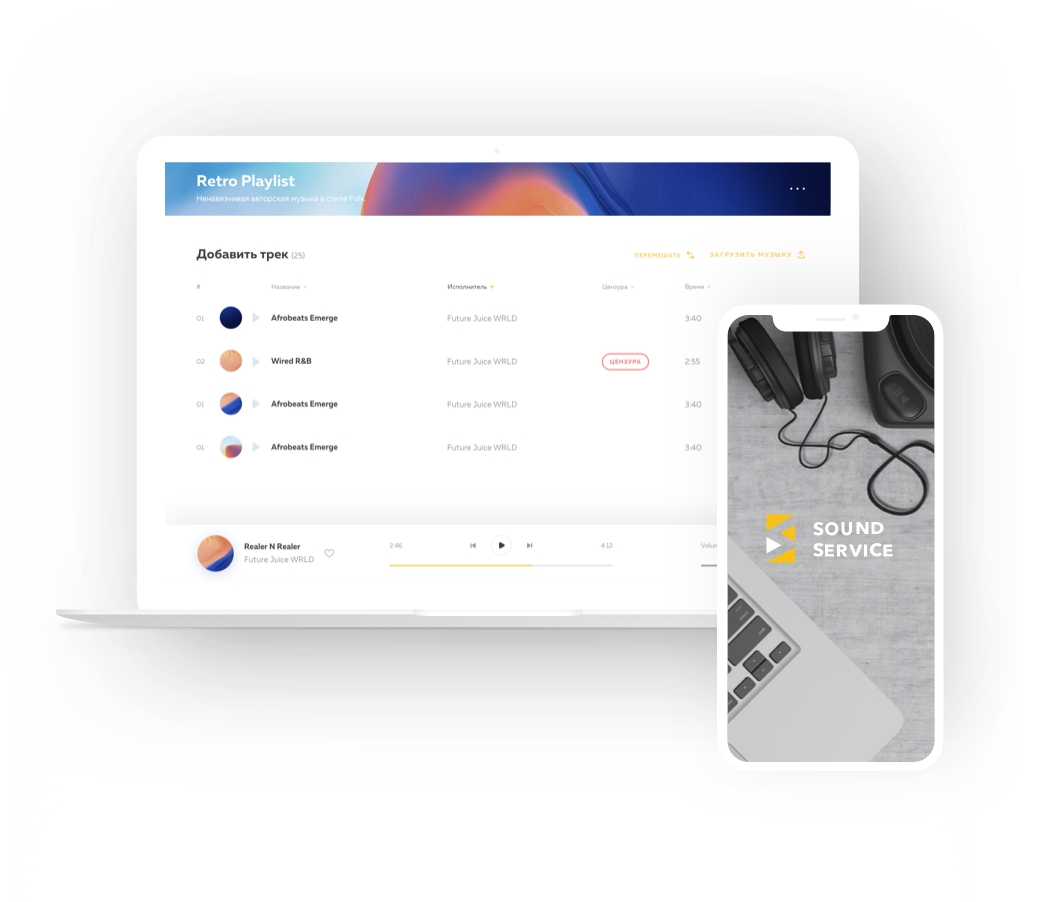 Retro Playlist
Ненавязчивая авторская музыка в стиле Folk.
Добавить трек (25)
ПЕРЕМЕШАТЬ
ЗАГРУЗИТЬ МУЗЫКУ
# Название Исполнитель Цензура Время
01 Afrobeats Emerge Future Juice WRLD 3:40
02 Wired R&B Future Juice WRLD ЦЕНЗУРА 2:55
01 Afrobeats Emerge Future Juice WRLD 3:40
01 Afrobeats Emerge Future Juice WRLD 3:40
Realer N Realer
Future Juice WRLD
2:46 4:12
SOUND
SERVICE